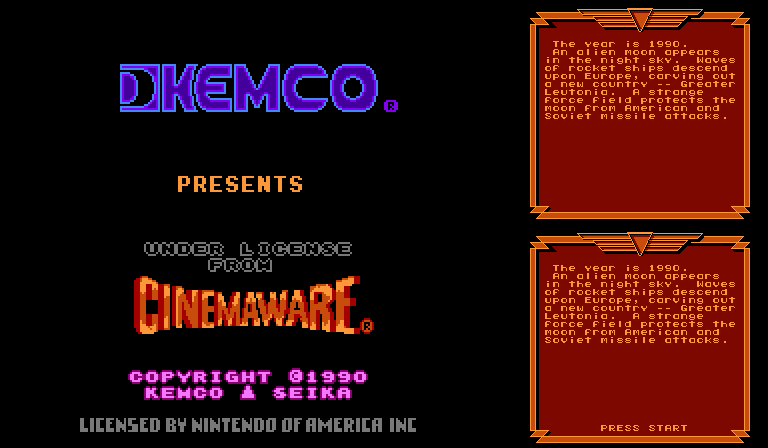 KEMCO®
PRESENTS
UNDER LICENSE
FROM
CINEMAWARE®
COPYRIGHT @1990
KEMCO & SEIKA
LICENSED BY NINTENDO OF AMERICA INC
The year is 1990.
An alien moon appears
in the night sky. Waves
of rocket ships descend
upon Europe, carving out
a new country -- Greater
Leutonia. A strange
force field protects the
moon from American and
Soviet missile attacks.
The year is 1990.
An alien moon appears
in the night sky. Waves
of rocket ships descend
upon Europe, carving out
a new country -- Greater
Leutonia. A strange
force field protects the
moon from American and
Soviet missile attacks.
PRESS START